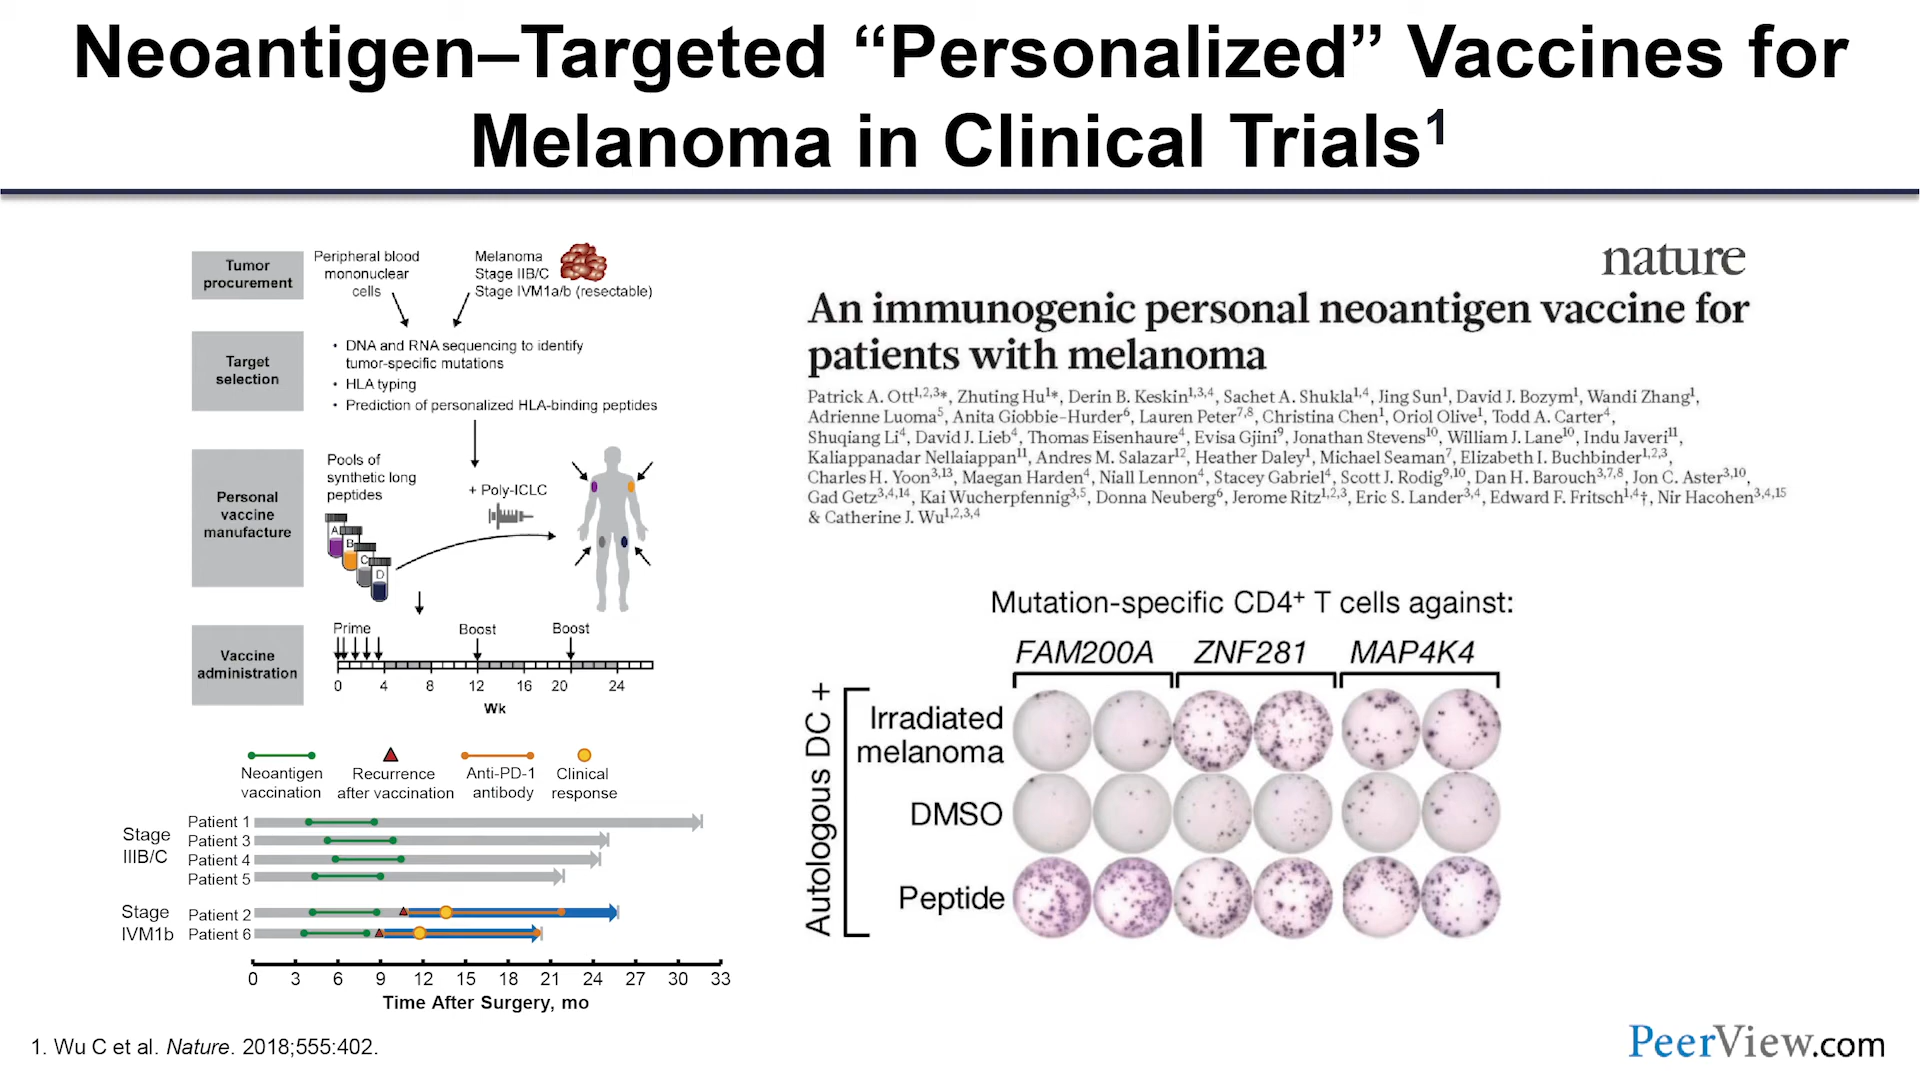 Neoantigen–Targeted “Personalized” Vaccines for
Melanoma in Clinical Trials¹
Tumor
procurement
Peripheral blood
mononuclear
cells
Melanoma
Stage IIB/C
Stage IVM1a/b (resectable)
Target
selection
• DNA and RNA sequencing to identify
tumor-specific mutations
• HLA typing
• Prediction of personalized HLA-binding peptides
Personal
vaccine
manufacture
Pools of
synthetic long
peptides
A
B
C
D
+ Poly-ICLC
Vaccine
administration
Prime
Boost
Boost
0 4 8 12 16 20 24
Wk
Neoantigen
vaccination
Recurrence
after vaccination
Anti-PD-1
antibody
Clinical
response
Stage
IIIB/C
Patient 1
Patient 3
Patient 4
Patient 5
Stage
IVM1b
Patient 2
Patient 6
0 3 6 9 12 15 18 21 24 27 30 33
Time After Surgery, mo
nature
An immunogenic personal neoantigen vaccine for
patients with melanoma
Patrick A. Ott1,2,3*, Zhuting Hu1*, Derin B. Keskin1,3,4, Sachet A. Shukla1,4, Jing Sun1, David J. Bozym1, Wandi Zhang1,
Adrienne Luoma5, Anita Giobbie-Hurder6, Lauren Peter7,8, Christina Chen1, Oriol Olive1, Todd A. Carter4,
Shuqiang Li4, David J. Lieb4, Thomas Eisenhaure4, Evisa Gjini9, Jonathan Stevens10, William J. Lane10, Indu Javeri11,
Kaliappanadar Nellaiappan11, Andres M. Salazar12, Heather Daley1, Michael Seaman7, Elizabeth I. Buchbinder1,2,3,
Charles H. Yoon3,13, Maegan Harden4, Niall Lennon4, Stacey Gabriel4, Scott J. Rodig9,10, Dan H. Barouch3,7,8, Jon C. Aster3,10,
Gad Getz3,4,14, Kai Wucherpfennig3,5, Donna Neuberg6, Jerome Ritz1,2,3, Eric S. Lander3,4, Edward F. Fritsch1,4†, Nir Hacohen3,4,15
& Catherine J. Wu1,2,3,4
Mutation-specific CD4⁺ T cells against:
FAM200A ZNF281 MAP4K4
Autologous DC +
Irradiated
melanoma
DMSO
Peptide
1. Wu C et al. Nature. 2018;555:402.
PeerView.com